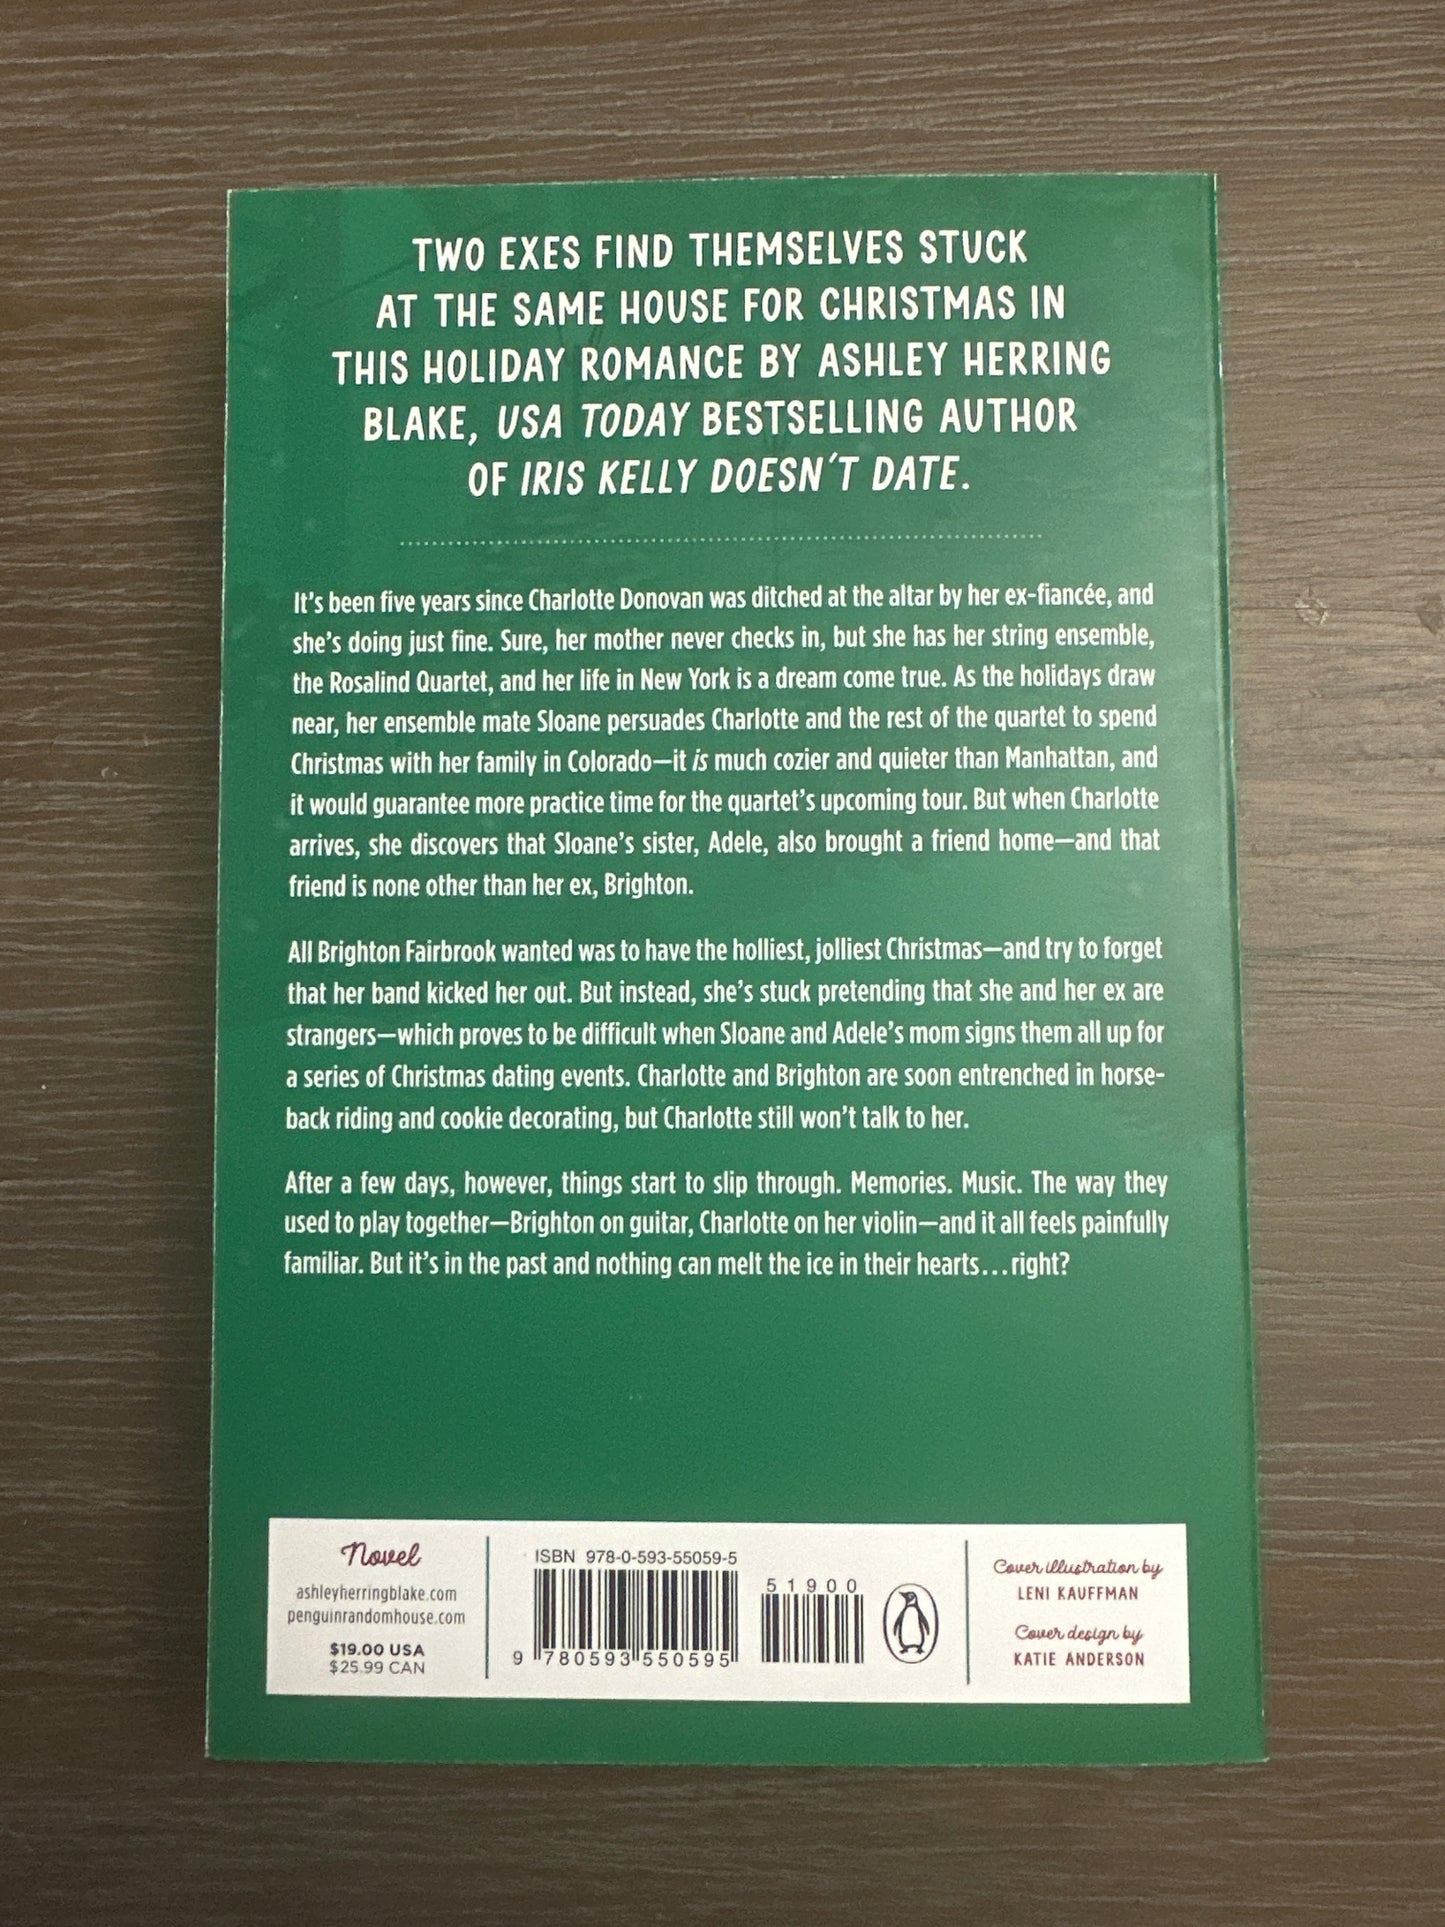 TWO EXES FIND THEMSELVES STUCK
AT THE SAME HOUSE FOR CHRISTMAS IN
THIS HOLIDAY ROMANCE BY ASHLEY HERRING
BLAKE, USA TODAY BESTSELLING AUTHOR
OF IRIS KELLY DOESN'T DATE.
It's been five years since Charlotte Donovan was ditched at the altar by her ex-fiancée, and
she's doing just fine. Sure, her mother never checks in, but she has her string ensemble,
the Rosalind Quartet, and her life in New York is a dream come true. As the holidays draw
near, her ensemble mate Sloane persuades Charlotte and the rest of the quartet to spend
Christmas with her family in Colorado—it is much cozier and quieter than Manhattan, and
it would guarantee more practice time for the quartet's upcoming tour. But when Charlotte
arrives, she discovers that Sloane's sister, Adele, also brought a friend home—and that
friend is none other than her ex, Brighton.
All Brighton Fairbrook wanted was to have the holliest, jolliest Christmas—and try to forget
that her band kicked her out. But instead, she's stuck pretending that she and her ex are
strangers—which proves to be difficult when Sloane and Adele's mom signs them all up for
a series of Christmas dating events. Charlotte and Brighton are soon entrenched in horse-
back riding and cookie decorating, but Charlotte still won't talk to her.
After a few days, however, things start to slip through. Memories. Music. The way they
used to play together—Brighton on guitar, Charlotte on her violin—and it all feels painfully
familiar. But it's in the past and nothing can melt the ice in their hearts...right?
Novel
ashleyherringblake.com
penguinrandomhouse.com
$19.00 USA
$25.99 CAN
ISBN 978-0-593-55059-5
51900
9 780593 550595
Cover illustration by
LENI KAUFFMAN
Cover design by
KATIE ANDERSON